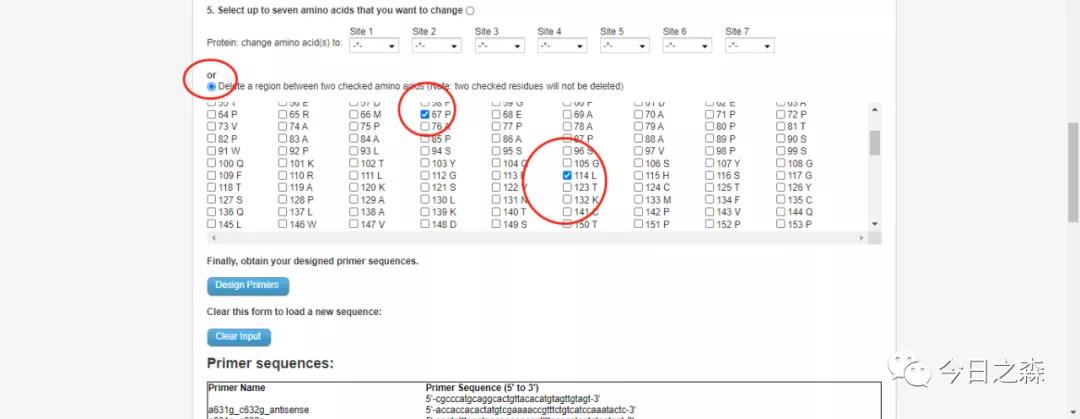 5. Select up to seven amino acids that you want to change
Site 1 Site 2 Site 3 Site 4 Site 5 Site 6 Site 7
Protein: change amino acid(s) to: -*- -*- -*- -*- -*- -*- -*-
or
Delete a region between two checked amino acids (Note: two checked residues will not be deleted)
55 T 56 E 57 D 58 P 59 G 60 P 61 D 62 E 63 A
64 P 65 R 66 M 67 P 68 E 69 A 70 A 71 P 72 P
73 V 74 A 75 P 76 A 77 P 78 A 79 A 80 P 81 T
82 P 83 A 84 A 85 P 86 A 87 P 88 A 89 P 90 S
91 W 92 P 93 L 94 S 95 S 96 S 97 V 98 P 99 S
100 Q 101 K 102 T 103 Y 104 Q 105 G 106 S 107 Y 108 G
109 F 110 R 111 L 112 G 113 F 114 L 115 H 116 S 117 G
118 T 119 A 120 K 121 S 122 V 123 T 124 C 125 T 126 Y
127 S 128 P 129 A 130 L 131 N 132 K 133 M 134 F 135 C
136 Q 137 L 138 A 139 K 140 T 141 C 142 P 143 V 144 Q
145 L 146 W 147 V 148 D 149 S 150 T 151 P 152 P 153 P
Finally, obtain your designed primer sequences.
Design Primers
Clear this form to load a new sequence:
Clear Input
Primer sequences:
Primer Name Primer Sequence (5' to 3')
5'-cgcccatgcaggcactgttacacatgtagttgtagt-3'
a631g_c632g_antisense 5'-accaccacactatgtcgaaaaccgtttctgtcatccaaatactc-3'
今日之森